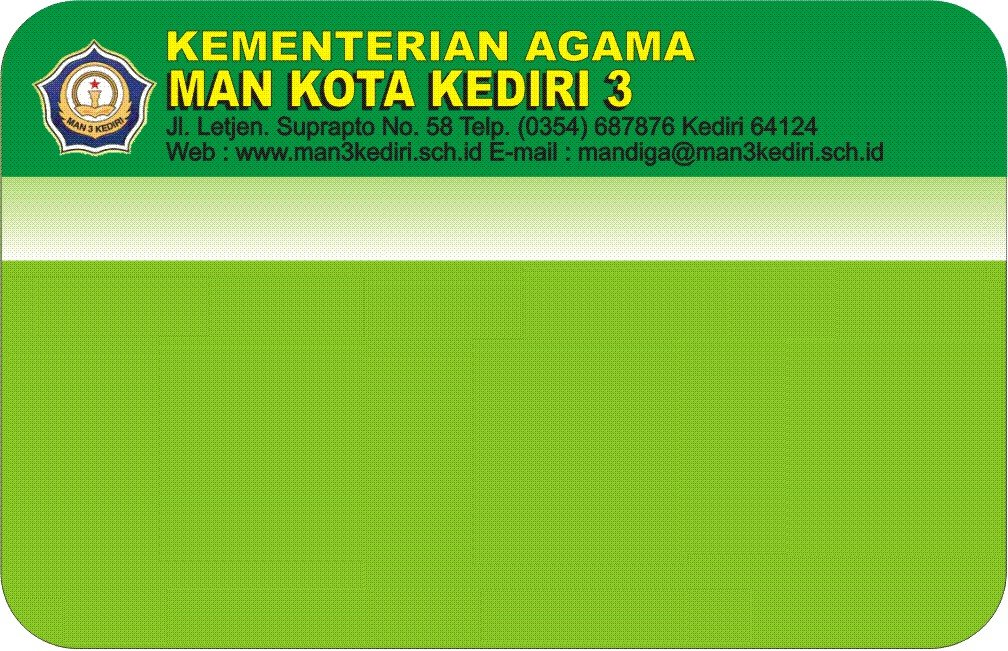 KEMENTERIAN AGAMA
MAN KOTA KEDIRI 3
Jl. Letjen. Suprapto No. 58 Telp. (0354) 687876 Kediri 64124
Web : www.man3kediri.sch.id E-mail : mandiga@man3kediri.sch.id
MAN 3 KEDIRI